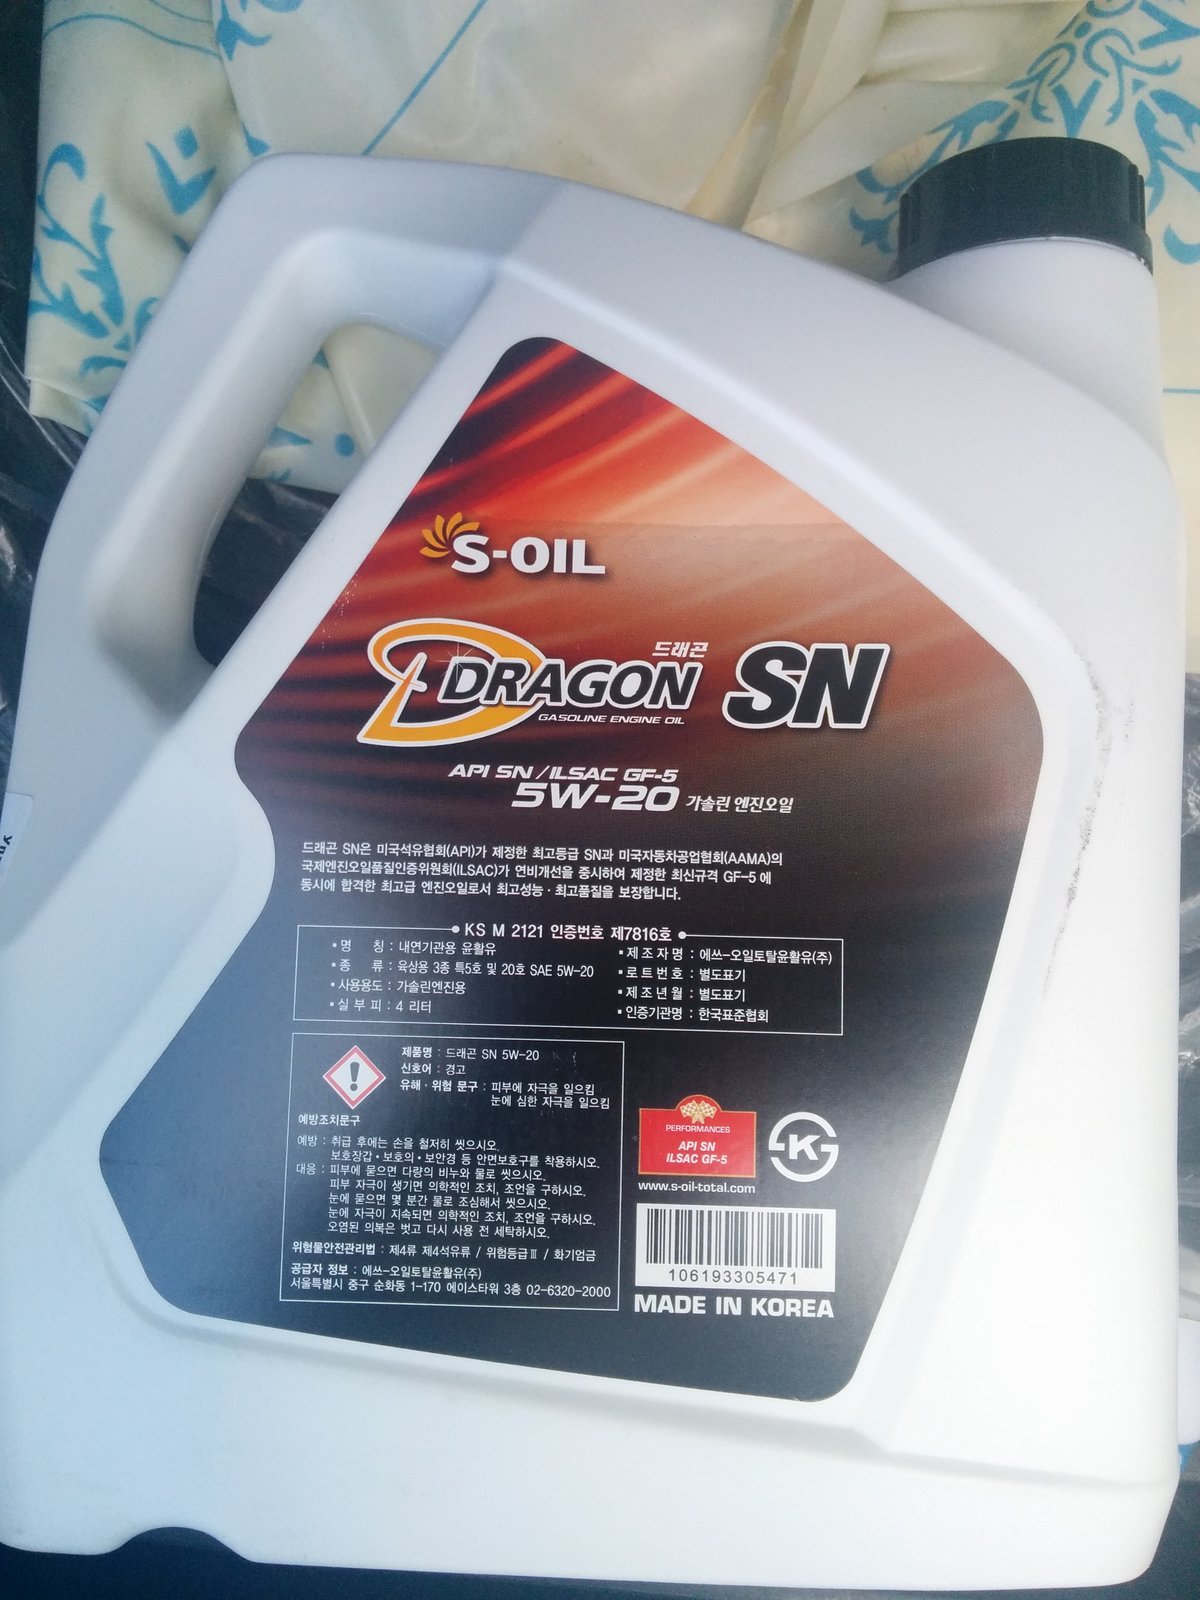 S-OIL
드래곤
DRAGON SN
GASOLINE ENGINE OIL
API SN / ILSAC GF-5
5W-20 가솔린 엔진오일
드래곤 SN은 미국석유협회(API)가 제정한 최고등급 SN과 미국자동차공업협회(AAMA)의
국제엔진오일품질인증위원회(ILSAC)가 연비개선을 중시하여 제정한 최신규격 GF-5 에
동시에 합격한 최고급 엔진오일로서 최고성능·최고품질을 보장합니다.
KS M 2121 인증번호 제7816호
▪명 칭 : 내연기관용 윤활유
▪종 류 : 육상용 3종 특5호 및 20호 SAE 5W-20
▪사용용도 : 가솔린엔진용
▪실 부 피 : 4 리터
▪제 조 자 명 : 에쓰-오일토탈윤활유(주)
▪로 트 번 호 : 별도표기
▪제 조 년 월 : 별도표기
▪인증기관명 : 한국표준협회
제품명 : 드래곤 SN 5W-20
신호어 : 경고
유해·위험 문구 : 피부에 자극을 일으킴
눈에 심한 자극을 일으킴
예방조치문구
예방 : 취급 후에는 손을 철저히 씻으시오.
보호장갑·보호의·보안경 등 안면보호구를 착용하시오.
대응 : 피부에 묻으면 다량의 비누와 물로 씻으시오.
피부 자극이 생기면 의학적인 조치, 조언을 구하시오.
눈에 묻으면 몇 분간 물로 조심해서 씻으시오.
눈에 자극이 지속되면 의학적인 조치, 조언을 구하시오.
오염된 의복은 벗고 다시 사용 전 세탁하시오.
위험물안전관리법 : 제4류 제4석유류 / 위험등급Ⅲ / 화기엄금
공급자 정보 : 에쓰-오일토탈윤활유(주)
서울특별시 중구 순화동 1-170 에이스타워 3층 02-6320-2000
PERFORMANCES
API SN
ILSAC GF-5
www.s-oil-total.com
106193305471
MADE IN KOREA